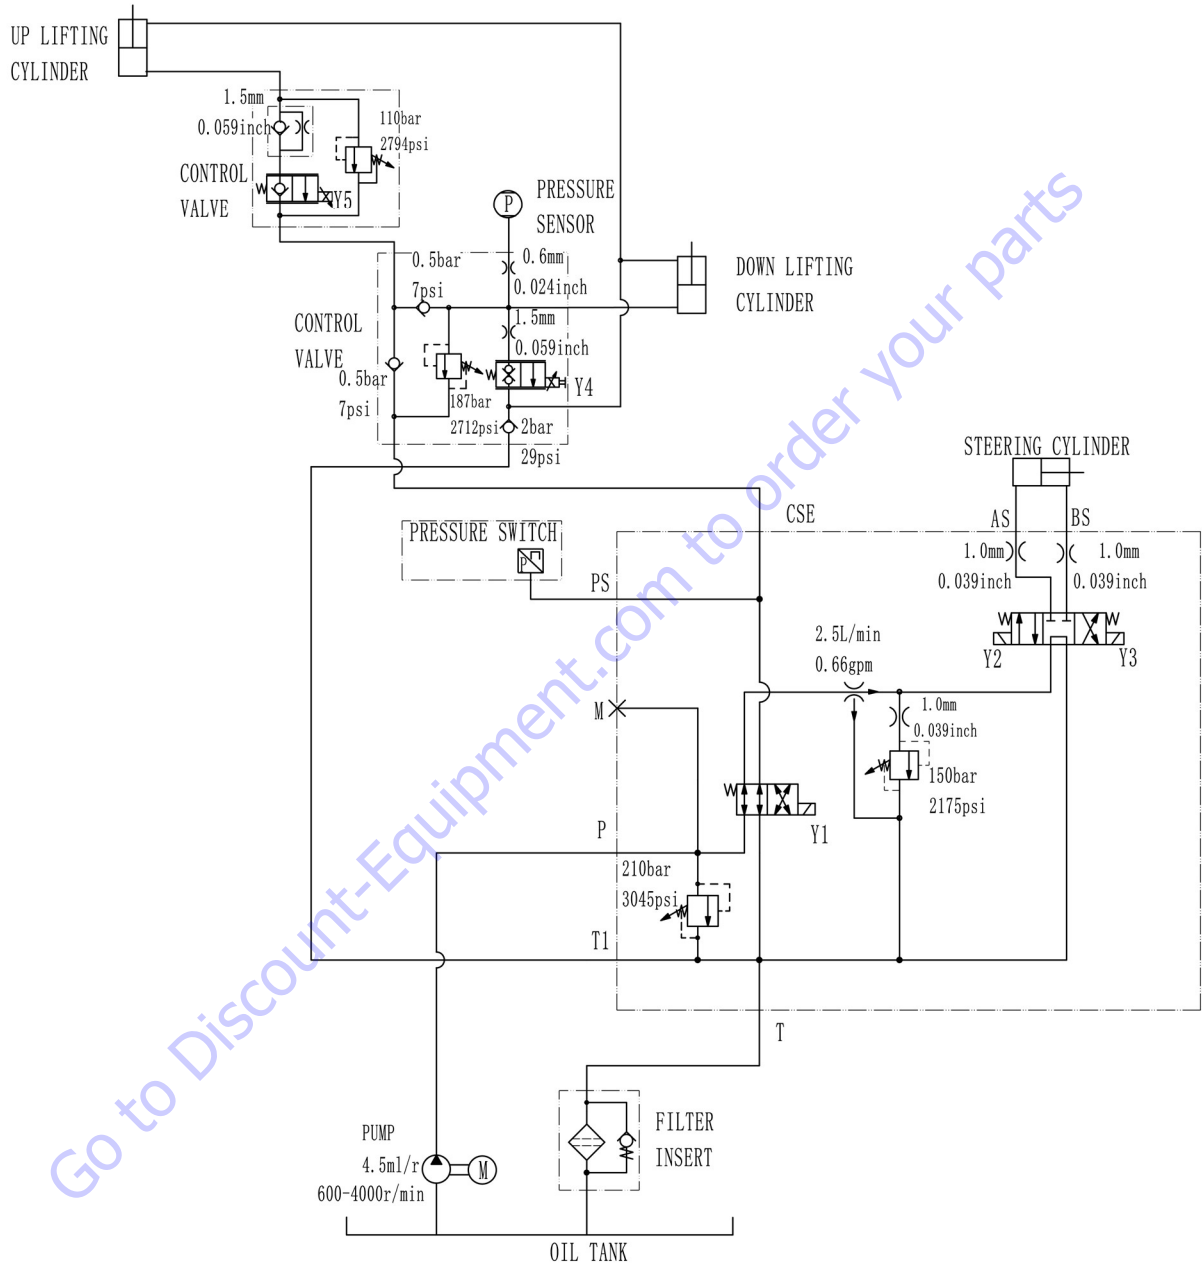 UP LIFTING
CYLINDER
1.5mm
0.059inch
110bar
2794psi
CONTROL
VALVE
Y5
P
PRESSURE
SENSOR
0.5bar
7psi
0.6mm
0.024inch
DOWN LIFTING
CYLINDER
CONTROL
VALVE
1.5mm
0.059inch
0.5bar
7psi
Y4
187bar
2712psi
2bar
29psi
STEERING CYLINDER
PRESSURE SWITCH
P
CSE
AS
BS
1.0mm
0.039inch
1.0mm
0.039inch
PS
2.5L/min
0.66gpm
Y2
Y3
M
1.0mm
0.039inch
150bar
2175psi
P
Y1
210bar
3045psi
T1
T
PUMP
4.5ml/r
600-4000r/min
M
FILTER
INSERT
OIL TANK
Go to Discount-Equipment.com to order your parts